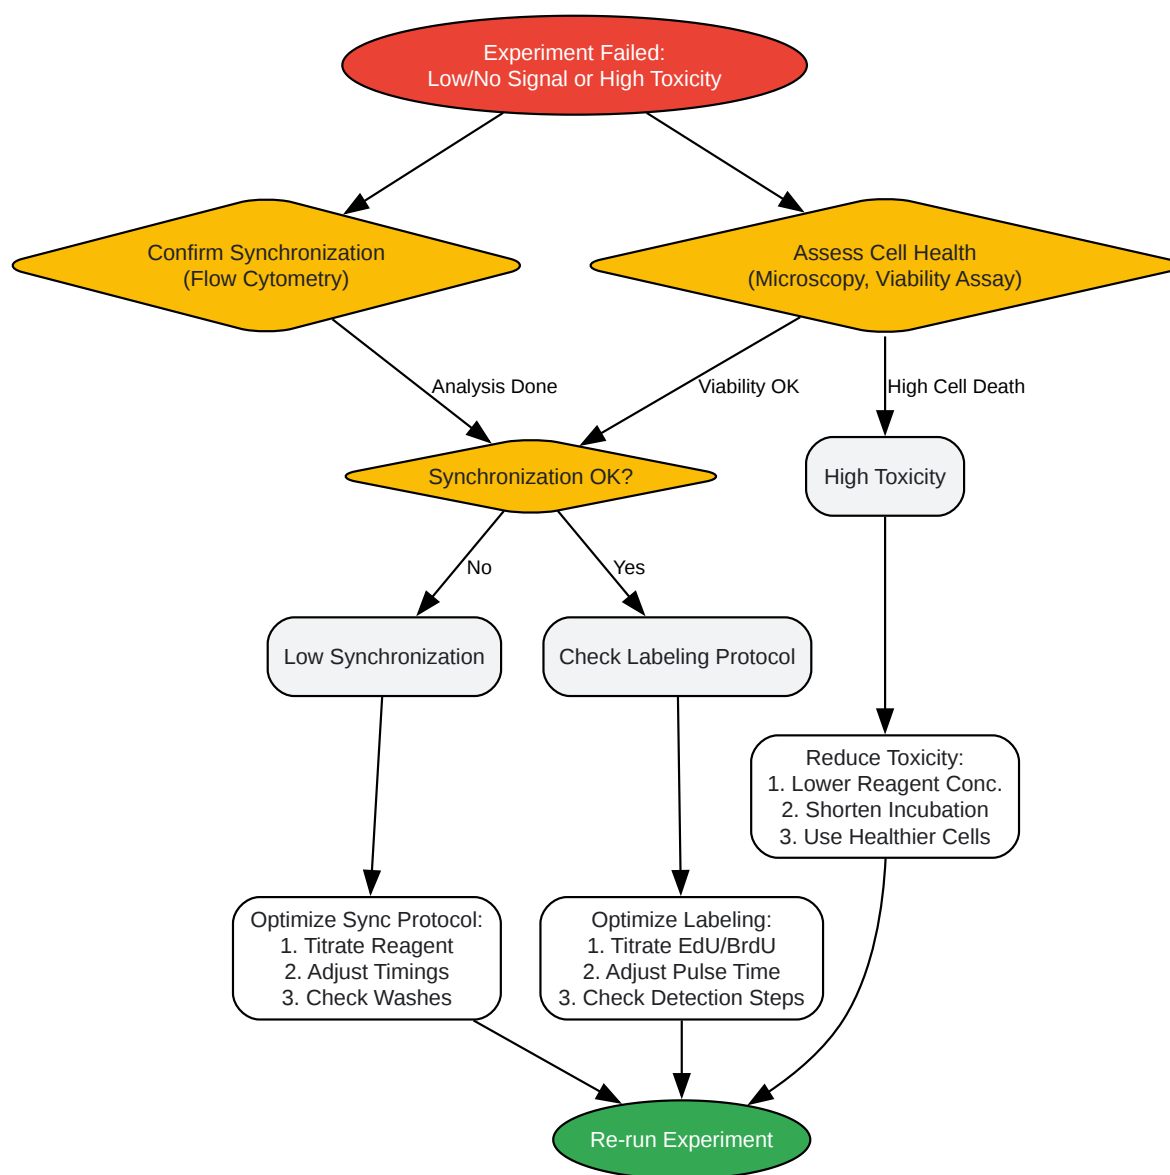 Experiment Failed:
Low/No Signal or High Toxicity
Confirm Synchronization
(Flow Cytometry)
Assess Cell Health
(Microscopy, Viability Assay)
Analysis Done
Viability OK
High Cell Death
Synchronization OK?
High Toxicity
No
Yes
Low Synchronization
Check Labeling Protocol
Reduce Toxicity:
1. Lower Reagent Conc.
2. Shorten Incubation
3. Use Healthier Cells
Optimize Sync Protocol:
1. Titrate Reagent
2. Adjust Timings
3. Check Washes
Optimize Labeling:
1. Titrate EdU/BrdU
2. Adjust Pulse Time
3. Check Detection Steps
Re-run Experiment